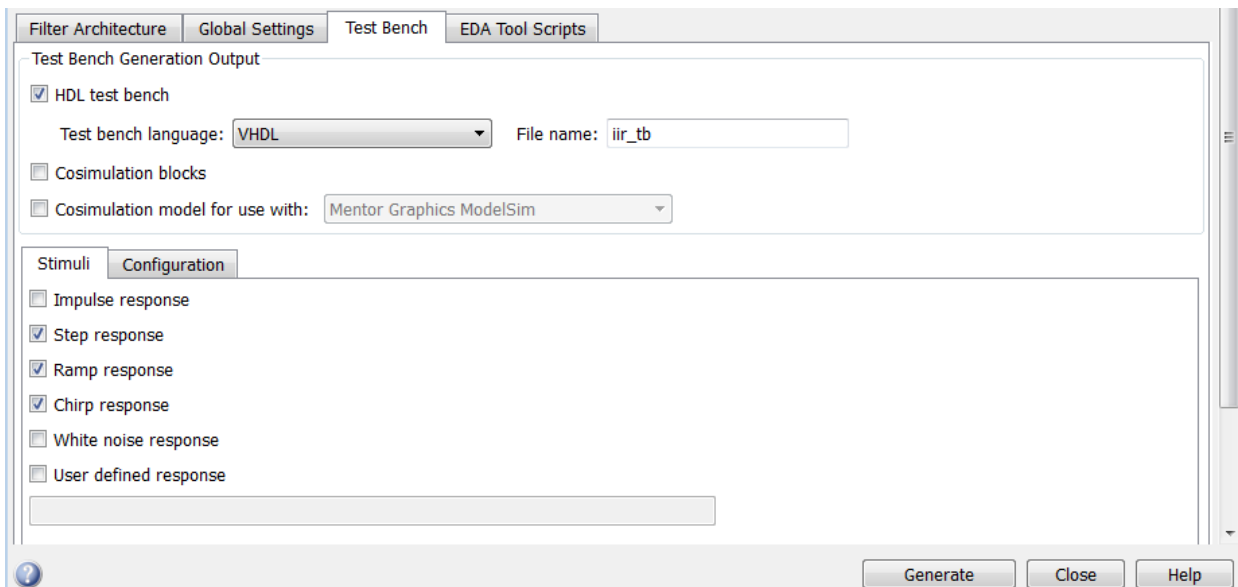 Filter Architecture Global Settings Test Bench EDA Tool Scripts
Test Bench Generation Output
HDL test bench
Test bench language: VHDL File name: iir_tb
Cosimulation blocks
Cosimulation model for use with: Mentor Graphics ModelSim
Stimuli Configuration
Impulse response
Step response
Ramp response
Chirp response
White noise response
User defined response
? Generate Close Help